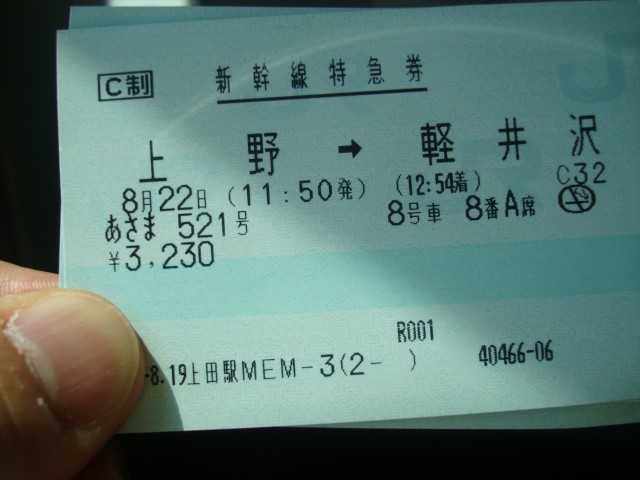 C制 新幹線特急券
上野 → 軽井沢
8月22日 (11:50発) (12:54着) C32
あさま 521号 8号車 8番A席
¥3,230
R001
-8.19上田駅MEM-3(2- ) 40466-06